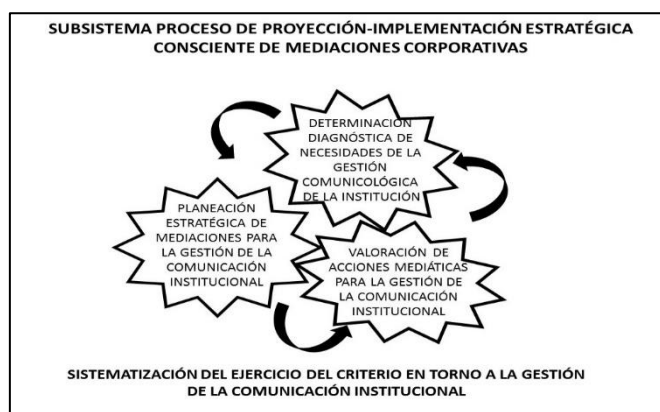 SUBSISTEMA PROCESO DE PROYECCIÓN-IMPLEMENTACIÓN ESTRATÉGICA
CONSCIENTE DE MEDIACIONES CORPORATIVAS
DETERMINACIÓN
DIAGNÓSTICA DE
NECESIDADES DE LA
GESTIÓN
COMUNICOLÓGICA
DE LA INSTITUCIÓN
PLANEACIÓN
ESTRATÉGICA DE
MEDIACIONES PARA
LA GESTIÓN DE LA
COMUNICACIÓN
INSTITUCIONAL
VALORACIÓN DE
ACCIONES MEDIÁTICAS
PARA LA GESTIÓN DE
LA COMUNICACIÓN
INSTITUCIONAL
SISTEMATIZACIÓN DEL EJERCICIO DEL CRITERIO EN TORNO A LA GESTIÓN
DE LA COMUNICACIÓN INSTITUCIONAL